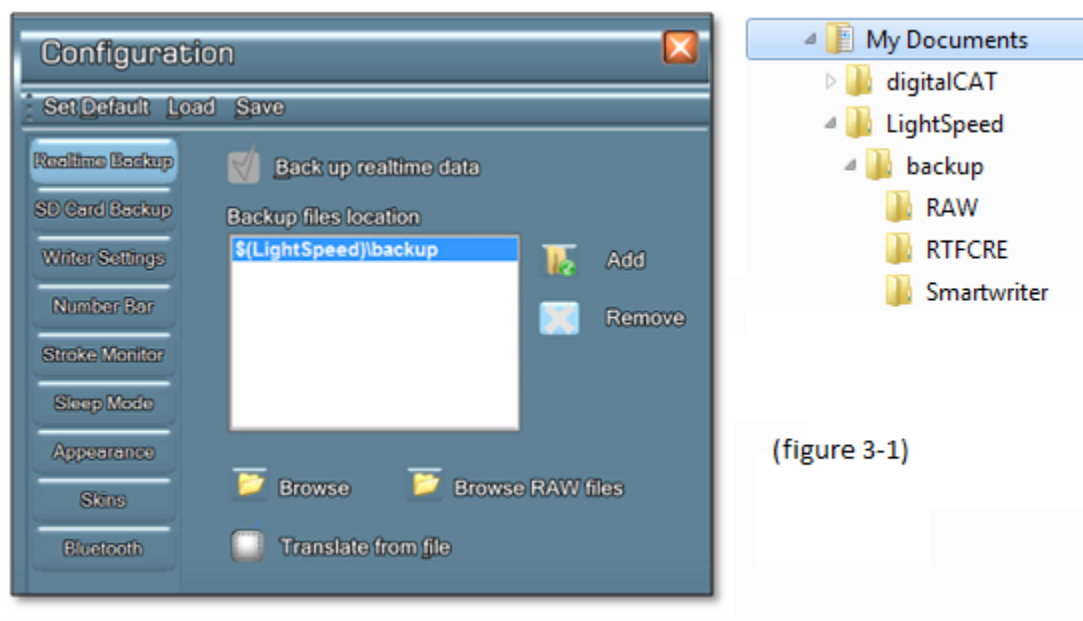 Configuration
Set Default Load Save
Realtime Backup
SD Card Backup
Writer Settings
Number Bar
Stroke Monitor
Sleep Mode
Appearance
Skins
Bluetooth
Back up realtime data
Backup files location
$(LightSpeed)\backup
Add
Remove
Browse
Browse RAW files
Translate from file
My Documents
digitalCAT
LightSpeed
backup
RAW
RTFCRE
Smartwriter
(figure 3-1)